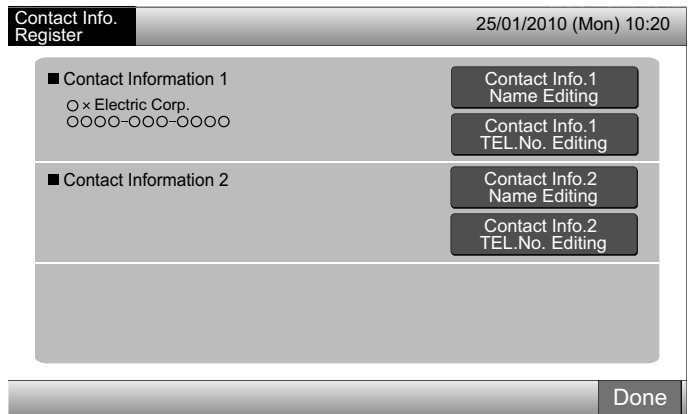 Contact Info.
Register
25/01/2010 (Mon) 10:20
■ Contact Information 1
○× Electric Corp.
○○○○-○○○-○○○○
Contact Info.1
Name Editing
Contact Info.1
TEL.No. Editing
■ Contact Information 2
Contact Info.2
Name Editing
Contact Info.2
TEL.No. Editing
Done